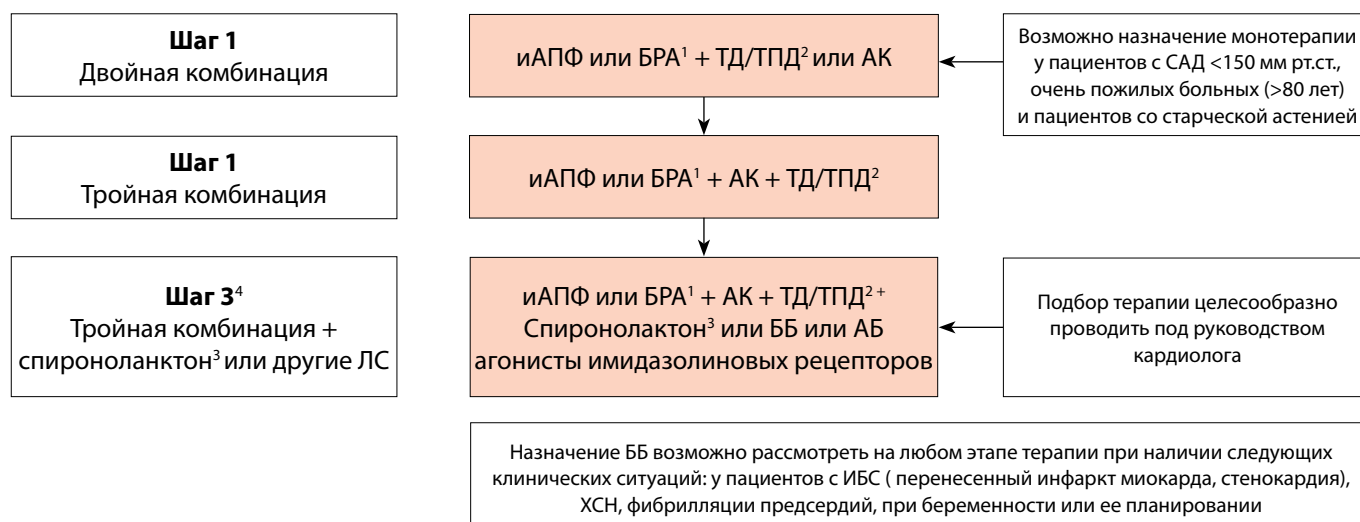 Шаг 1
Двойная комбинация
иАПФ или БРА¹ + ТД/ТПД² или АК
Возможно назначение монотерапии
у пациентов с САД <150 мм рт.ст.,
очень пожилых больных (>80 лет)
и пациентов со старческой астенией
Шаг 1
Тройная комбинация
иАПФ или БРА¹ + АК + ТД/ТПД²
Шаг 3⁴
Тройная комбинация +
спироноланктон³ или другие ЛС
иАПФ или БРА¹ + АК + ТД/ТПД² ⁺
Спиронолактон³ или ББ или АБ
агонисты имидазолиновых рецепторов
Подбор терапии целесообразно
проводить под руководством
кардиолога
Назначение ББ возможно рассмотреть на любом этапе терапии при наличии следующих
клинических ситуаций: у пациентов с ИБС ( перенесенный инфаркт миокарда, стенокардия),
ХСН, фибрилляции предсердий, при беременности или ее планировании